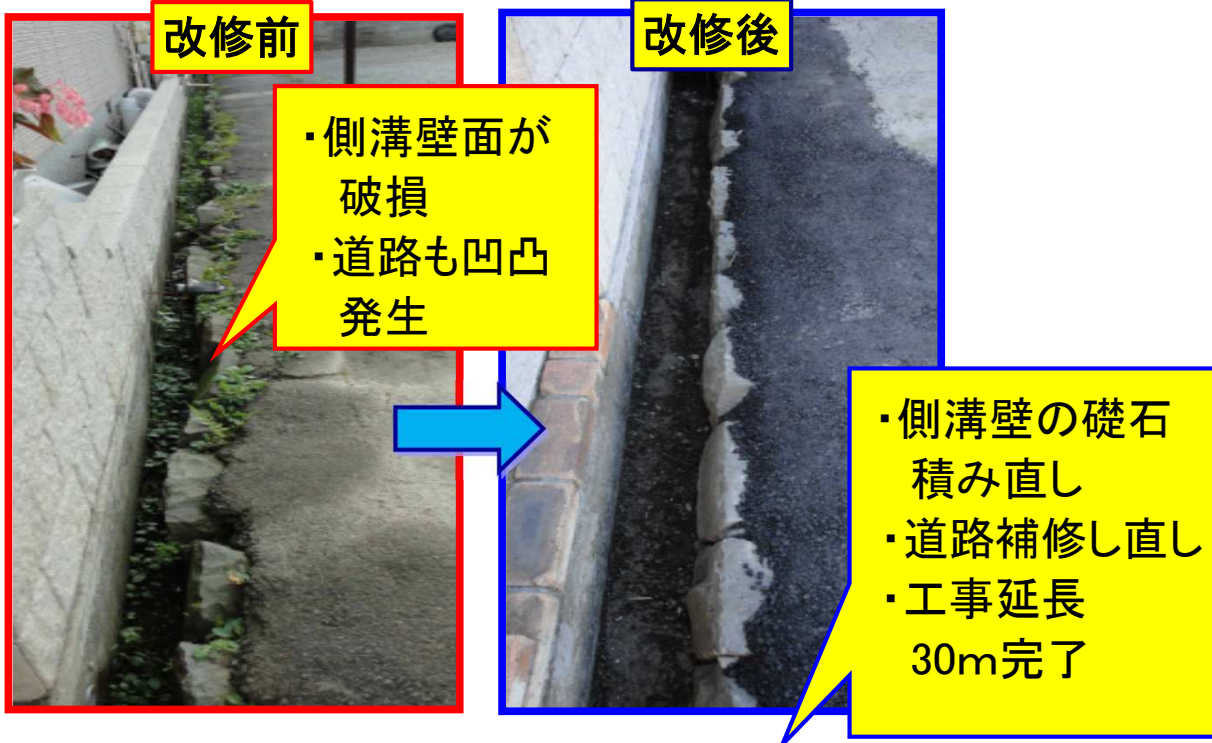 改修前
改修後
・側溝壁面が
破損
・道路も凹凸
発生
・側溝壁の礎石
積み直し
・道路補修し直し
・工事延長
30m完了